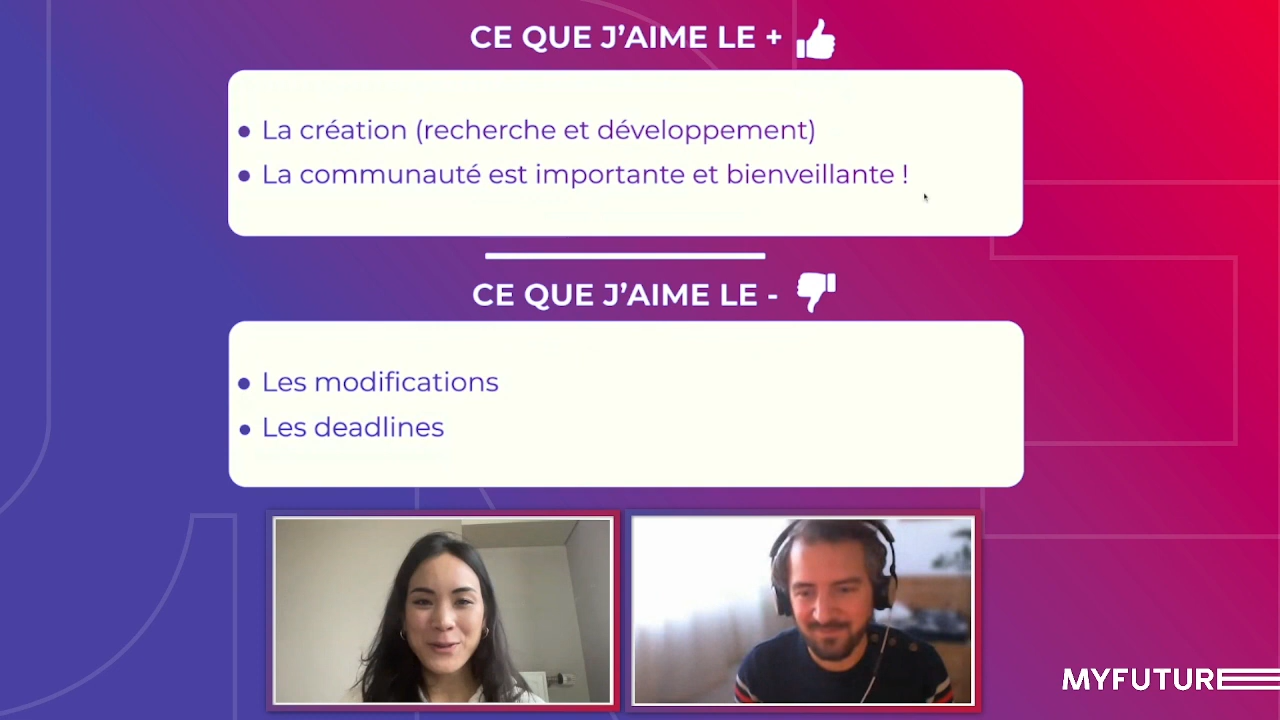 CE QUE J’AIME LE +
● La création (recherche et développement)
● La communauté est importante et bienveillante !
CE QUE J’AIME LE -
● Les modifications
● Les deadlines
MYFUTURE